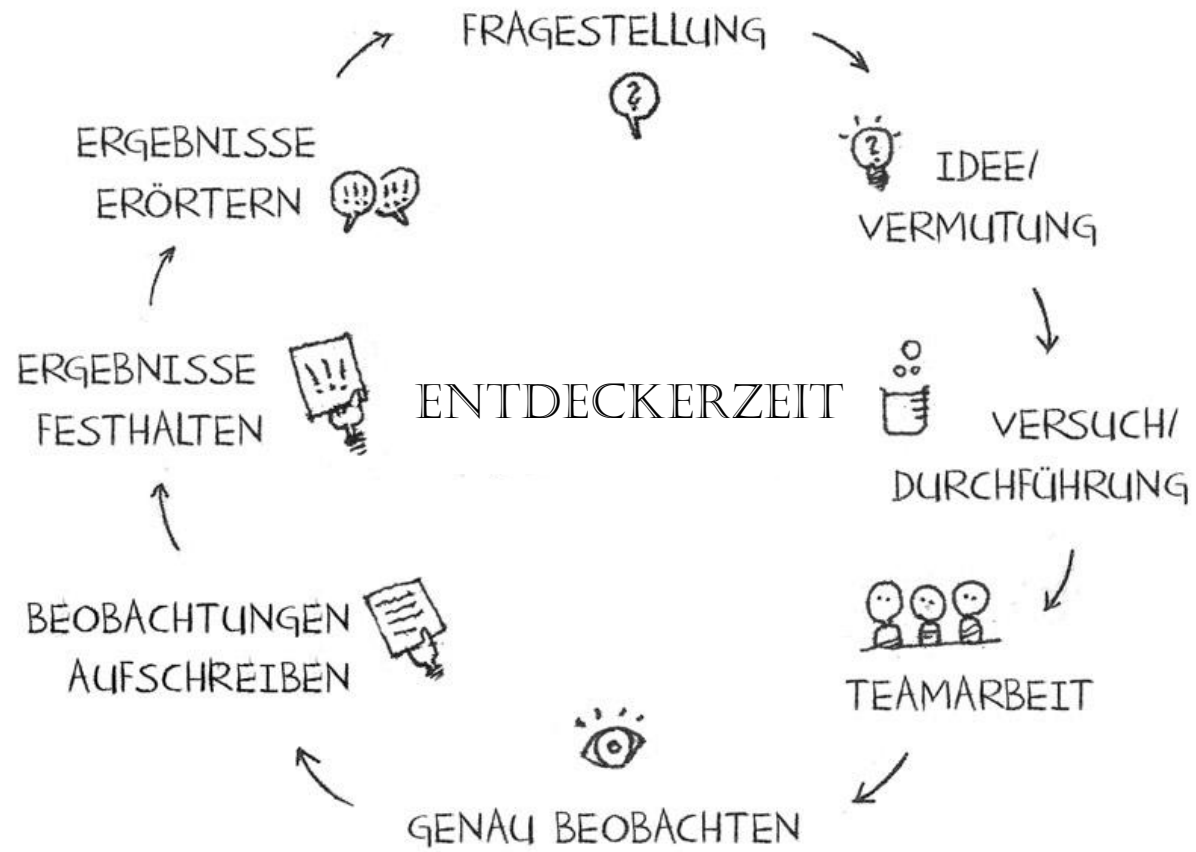 FRAGESTELLUNG
IDEE/
VERMUTUNG
VERSUCH/
DURCHFÜHRUNG
TEAMARBEIT
GENAU BEOBACHTEN
BEOBACHTUNGEN
AUFSCHREIBEN
ERGEBNISSE
FESTHALTEN
ERGEBNISSE
ERÖRTERN
ENTDECKERZEIT